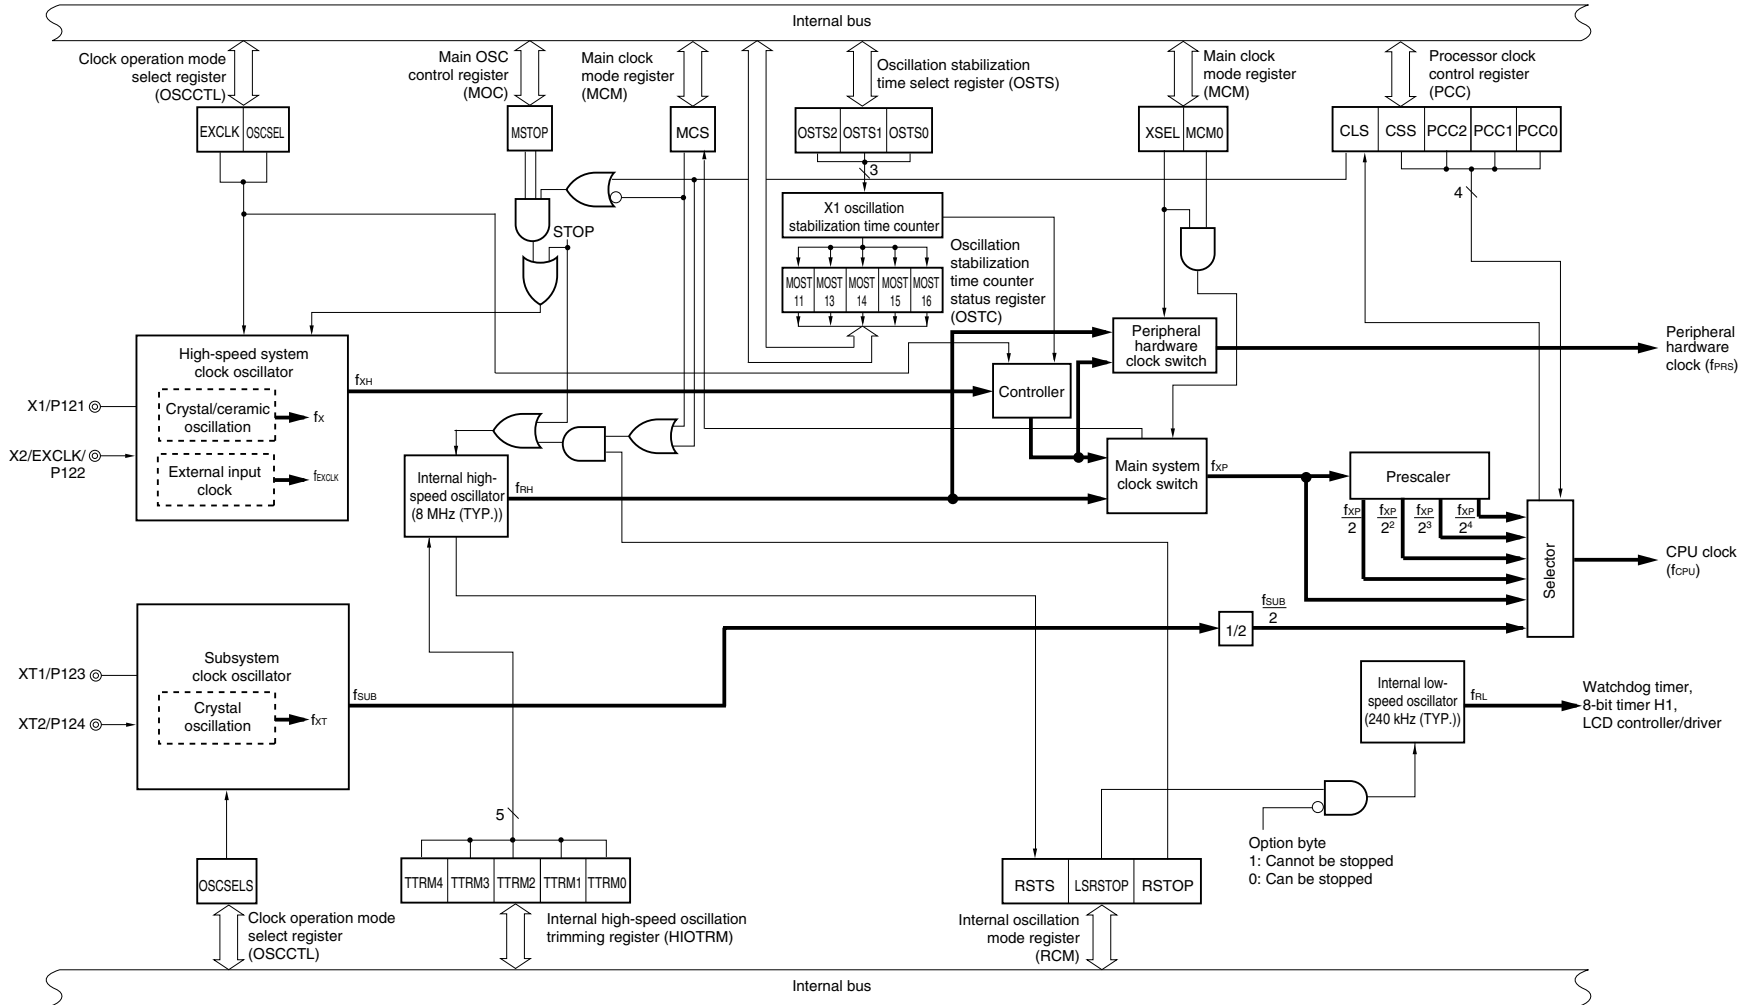 Internal bus
Clock operation mode
select register
(OSCCTL)
Main OSC
control register
(MOC)
Main clock
mode register
(MCM)
Oscillation stabilization
time select register (OSTS)
Main clock
mode register
(MCM)
Processor clock
control register
(PCC)
EXCLK OSCSEL
MSTOP
MCS
OSTS2 OSTS1 OSTS0
XSEL MCM0
CLS CSS PCC2 PCC1 PCC0
3
4
X1 oscillation
stabilization time counter
STOP
Oscillation
stabilization
time counter
status register
(OSTC)
MOST 11
MOST 13
MOST 14
MOST 15
MOST 16
High-speed system
clock oscillator
Crystal/ceramic
oscillation
fX
External input
clock
fEXCLK
X1/P121
X2/EXCLK/
P122
fXH
Controller
Peripheral
hardware
clock switch
Peripheral
hardware
clock (fPRS)
Internal high-
speed oscillator
(8 MHz (TYP.))
fRH
Main system
clock switch
fXP
Prescaler
fXP
2
fXP
2²
fXP
2³
fXP
2⁴
Selector
CPU clock
(fCPU)
fSUB
2
1/2
Subsystem
clock oscillator
Crystal
oscillation
fXT
XT1/P123
XT2/P124
fSUB
Internal low-
speed oscillator
(240 kHz (TYP.))
fRL
Watchdog timer,
8-bit timer H1,
LCD controller/driver
5
Option byte
1: Cannot be stopped
0: Can be stopped
OSCSELS
TTRM4 TTRM3 TTRM2 TTRM1 TTRM0
RSTS LSRSTOP RSTOP
Clock operation mode
select register
(OSCCTL)
Internal high-speed oscillation
trimming register (HIOTRM)
Internal oscillation
mode register
(RCM)
Internal bus